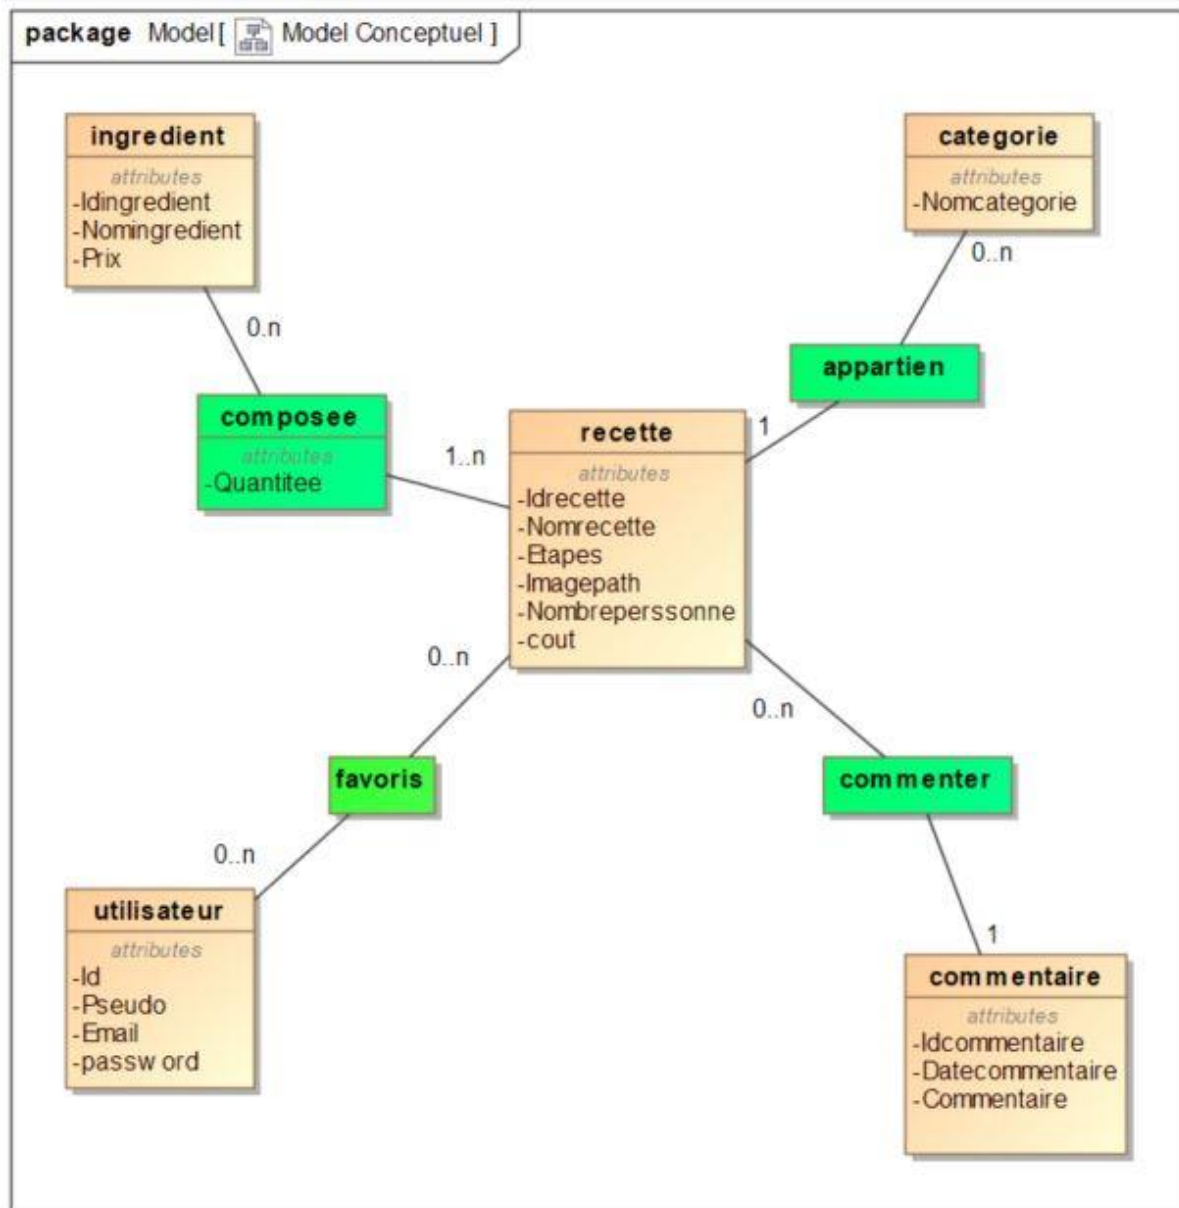 package Model[ Model Conceptuel ]
ingredient
attributes
-Idingredient
-Nomingredient
-Prix
0.n
categorie
attributes
-Nomcategorie
0..n
appartien
1
composee
attributes
-Quantitee
1..n
recette
attributes
-Idrecette
-Nomrecette
-Etapes
-Imagepath
-Nombreperssonne
-cout
0..n
0..n
favoris
commenter
0..n
1
utilisateur
attributes
-Id
-Pseudo
-Email
-password
commentaire
attributes
-Idcommentaire
-Datecommentaire
-Commentaire